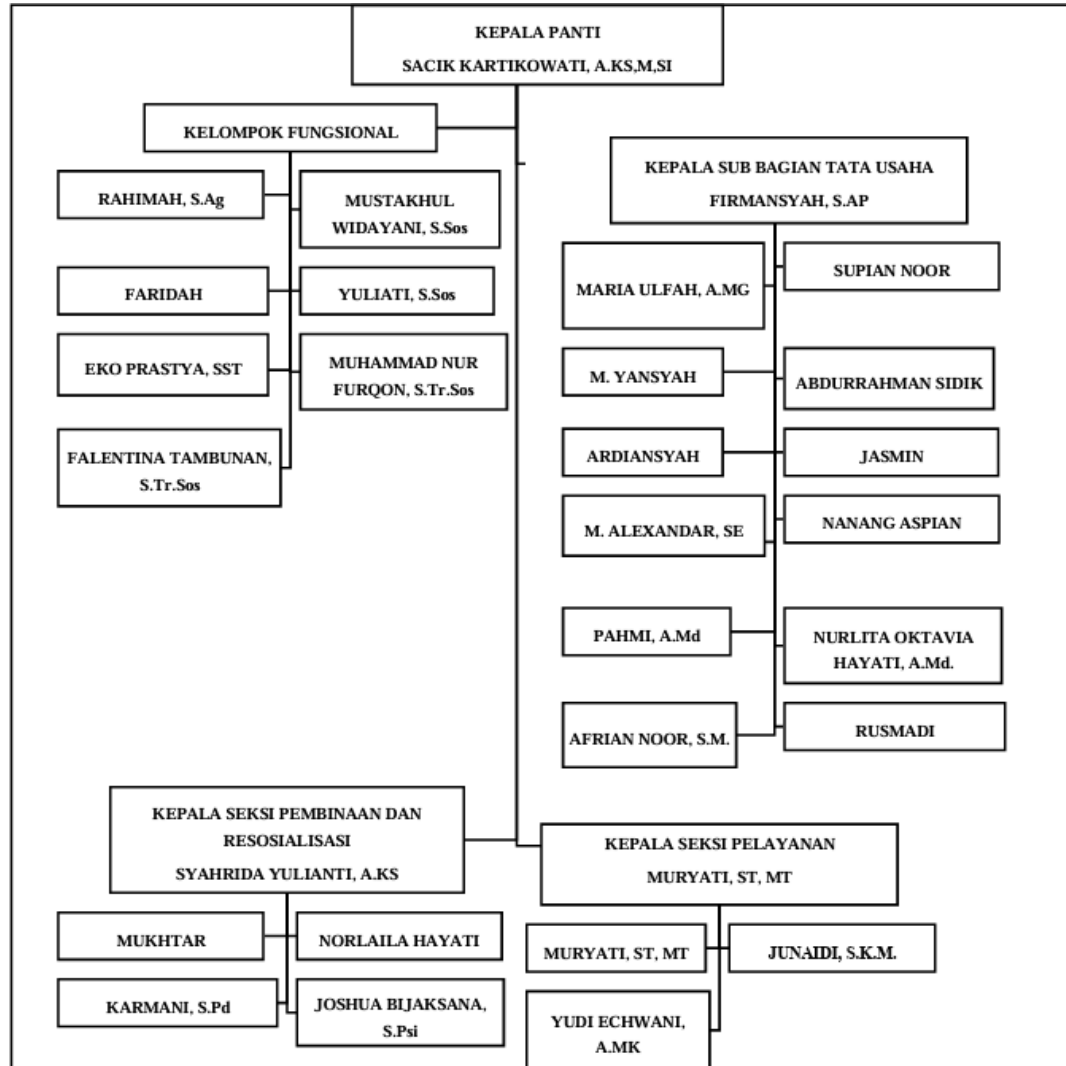 KEPALA PANTI
SACIK KARTIKOWATI, A.KS,M,SI
KELOMPOK FUNGSIONAL
RAHIMAH, S.Ag
MUSTAKHUL
WIDAYANI, S.Sos
FARIDAH
YULIATI, S.Sos
EKO PRASTYA, SST
MUHAMMAD NUR
FURQON, S.Tr.Sos
FALENTINA TAMBUNAN,
S.Tr.Sos
KEPALA SUB BAGIAN TATA USAHA
FIRMANSYAH, S.AP
MARIA ULFAH, A.MG
SUPIAN NOOR
M. YANSYAH
ABDURRAHMAN SIDIK
ARDIANSYAH
JASMIN
M. ALEXANDAR, SE
NANANG ASPIAN
PAHMI, A.Md
NURLITA OKTAVIA
HAYATI, A.Md.
AFRIAN NOOR, S.M.
RUSMADI
KEPALA SEKSI PEMBINAAN DAN
RESOSIALISASI
SYAHRIDA YULIANTI, A.KS
MUKHTAR
NORLAILA HAYATI
KARMANI, S.Pd
JOSHUA BIJAKSANA,
S.Psi
KEPALA SEKSI PELAYANAN
MURYATI, ST, MT
MURYATI, ST, MT
JUNAIDI, S.K.M.
YUDI ECHWANI,
A.MK